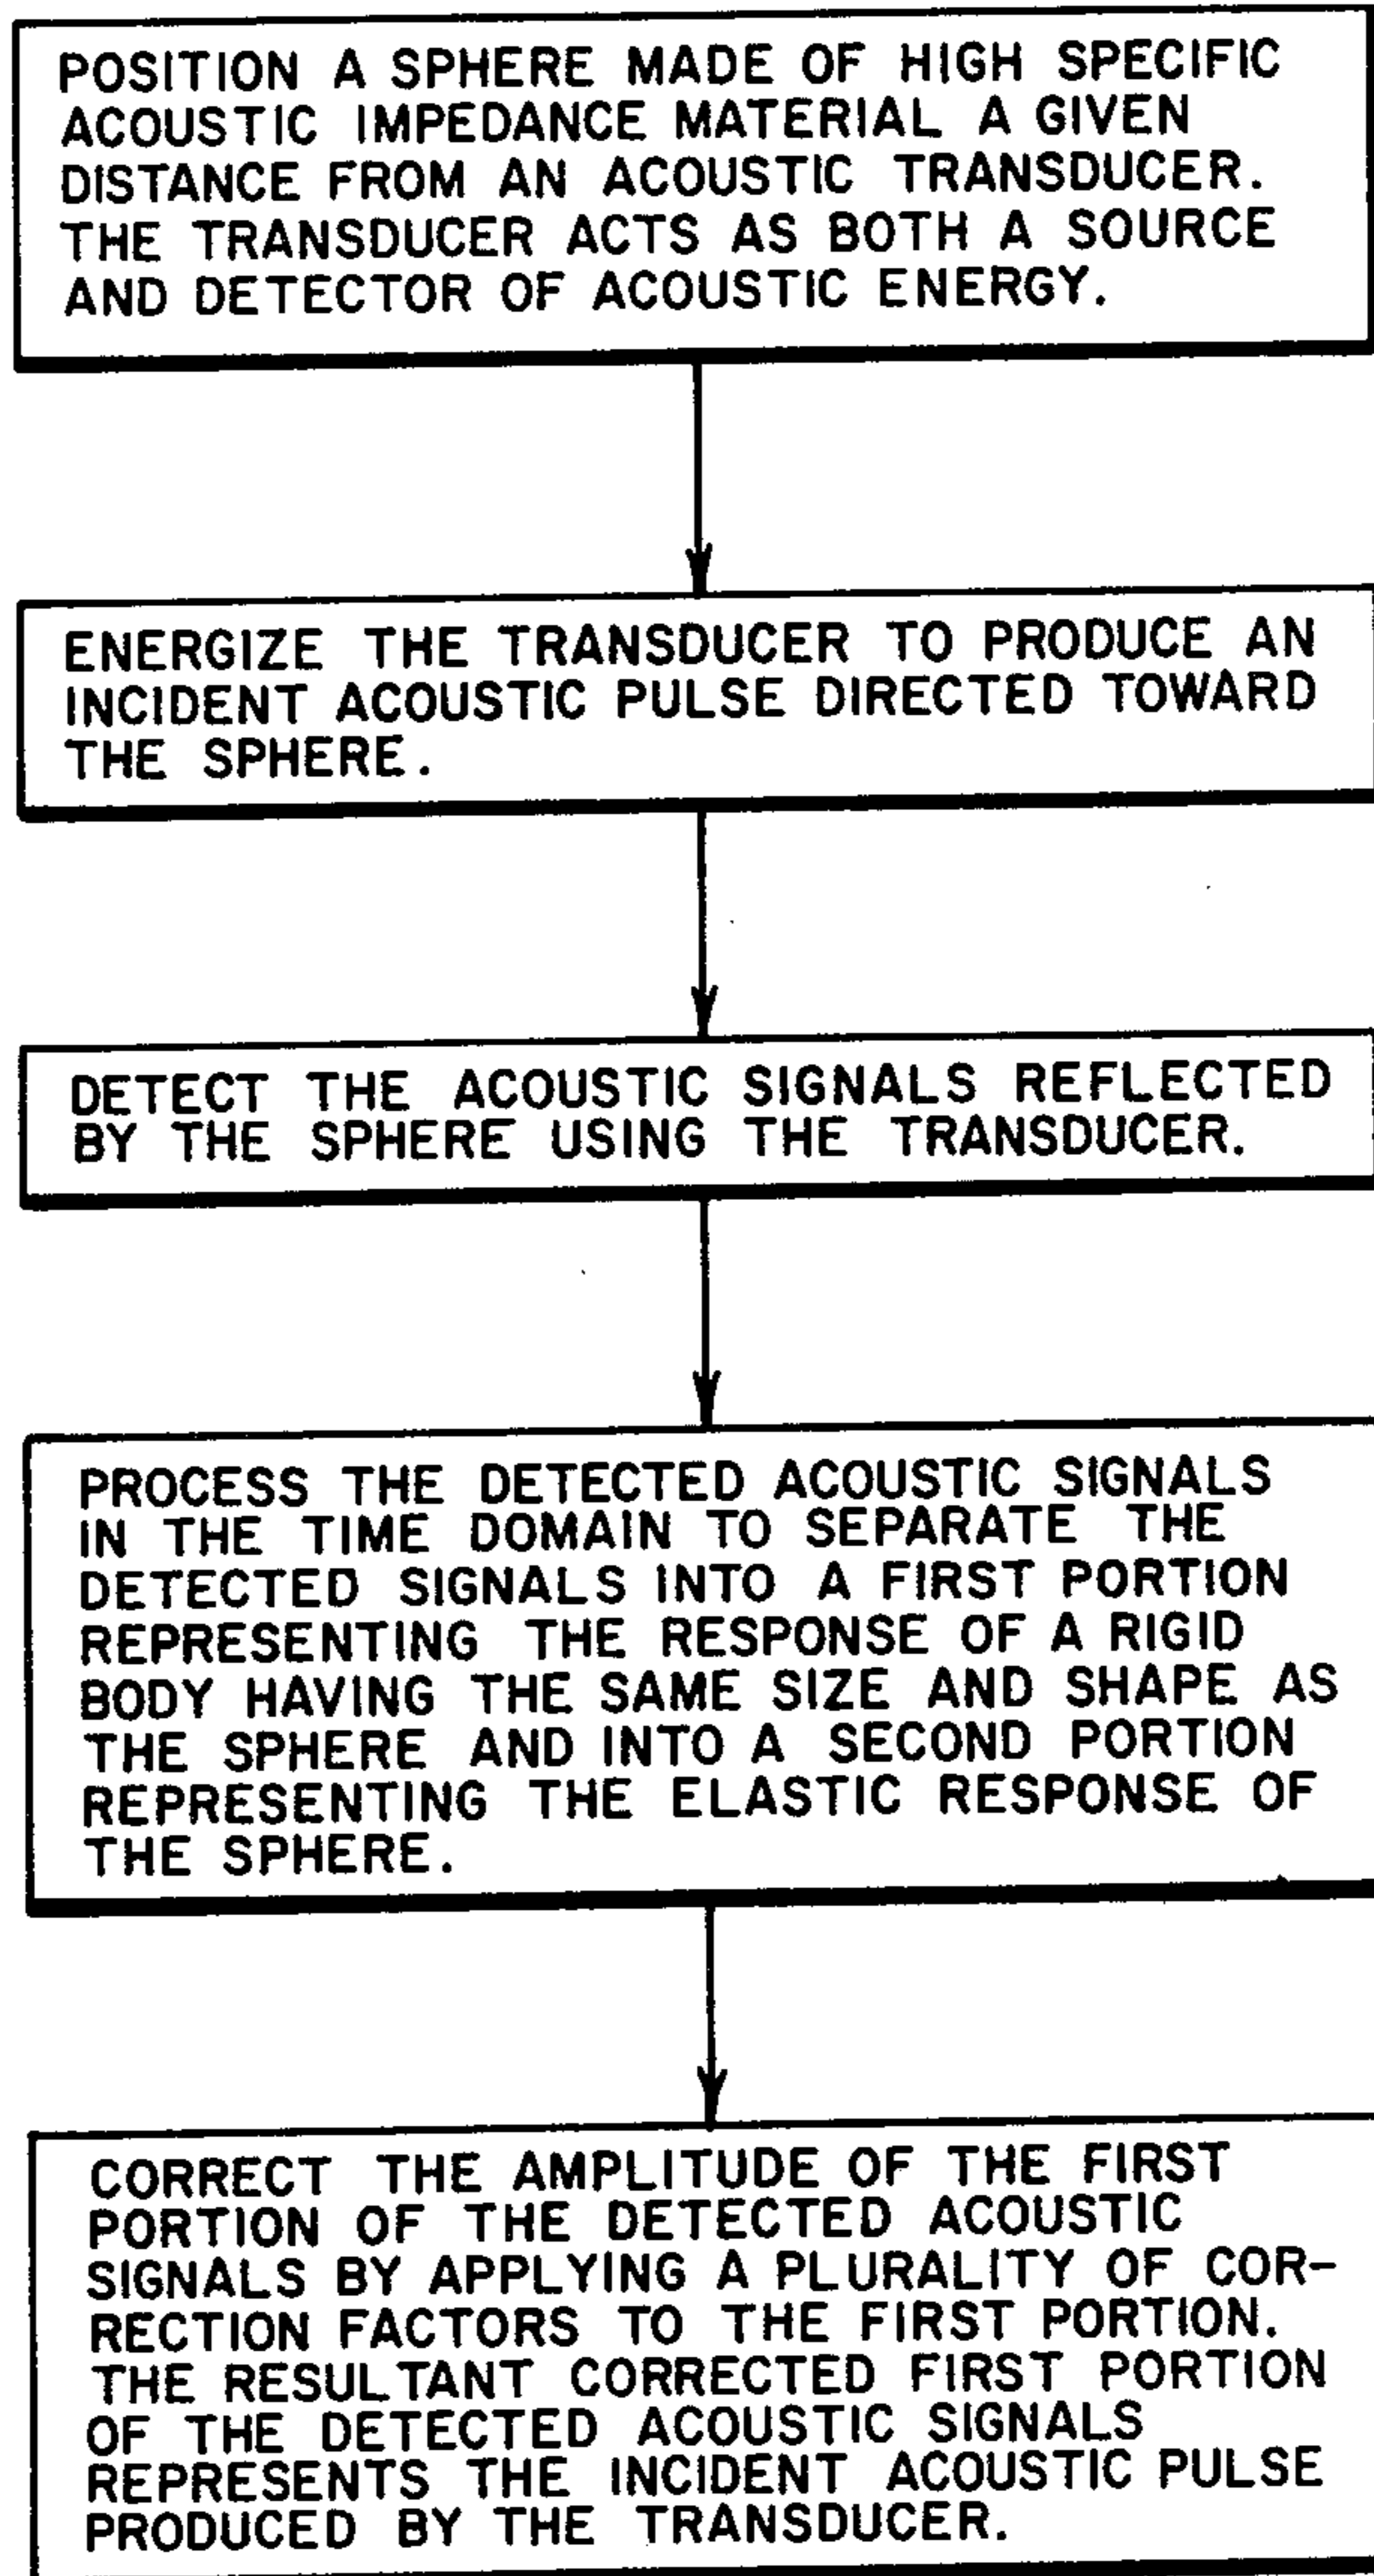 POSITION A SPHERE MADE OF HIGH SPECIFIC
ACOUSTIC IMPEDANCE MATERIAL A GIVEN
DISTANCE FROM AN ACOUSTIC TRANSDUCER.
THE TRANSDUCER ACTS AS BOTH A SOURCE
AND DETECTOR OF ACOUSTIC ENERGY.
ENERGIZE THE TRANSDUCER TO PRODUCE AN
INCIDENT ACOUSTIC PULSE DIRECTED TOWARD
THE SPHERE.
DETECT THE ACOUSTIC SIGNALS REFLECTED
BY THE SPHERE USING THE TRANSDUCER.
PROCESS THE DETECTED ACOUSTIC SIGNALS
IN THE TIME DOMAIN TO SEPARATE THE
DETECTED SIGNALS INTO A FIRST PORTION
REPRESENTING THE RESPONSE OF A RIGID
BODY HAVING THE SAME SIZE AND SHAPE AS
THE SPHERE AND INTO A SECOND PORTION
REPRESENTING THE ELASTIC RESPONSE OF
THE SPHERE.
CORRECT THE AMPLITUDE OF THE FIRST
PORTION OF THE DETECTED ACOUSTIC
SIGNALS BY APPLYING A PLURALITY OF COR-
RECTION FACTORS TO THE FIRST PORTION.
THE RESULTANT CORRECTED FIRST PORTION
OF THE DETECTED ACOUSTIC SIGNALS
REPRESENTS THE INCIDENT ACOUSTIC PULSE
PRODUCED BY THE TRANSDUCER.